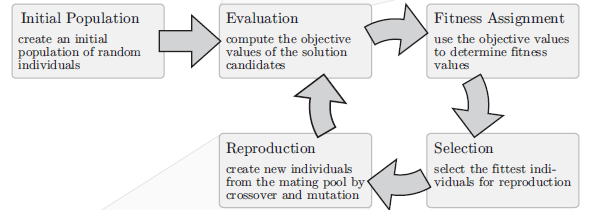 Initial Population
create an initial
population of random
individuals
Evaluation
compute the objective
values of the solution
candidates
Fitness Assignment
use the objective values
to determine fitness
values
Reproduction
create new individuals
from the mating pool by
crossover and mutation
Selection
select the fittest indi-
viduals for reproduction